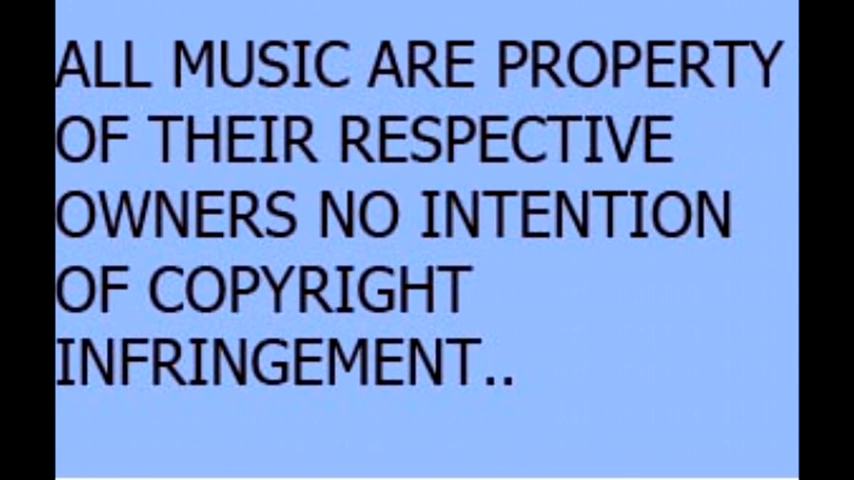 ALL MUSIC ARE PROPERTY
OF THEIR RESPECTIVE
OWNERS NO INTENTION
OF COPYRIGHT
INFRINGEMENT..